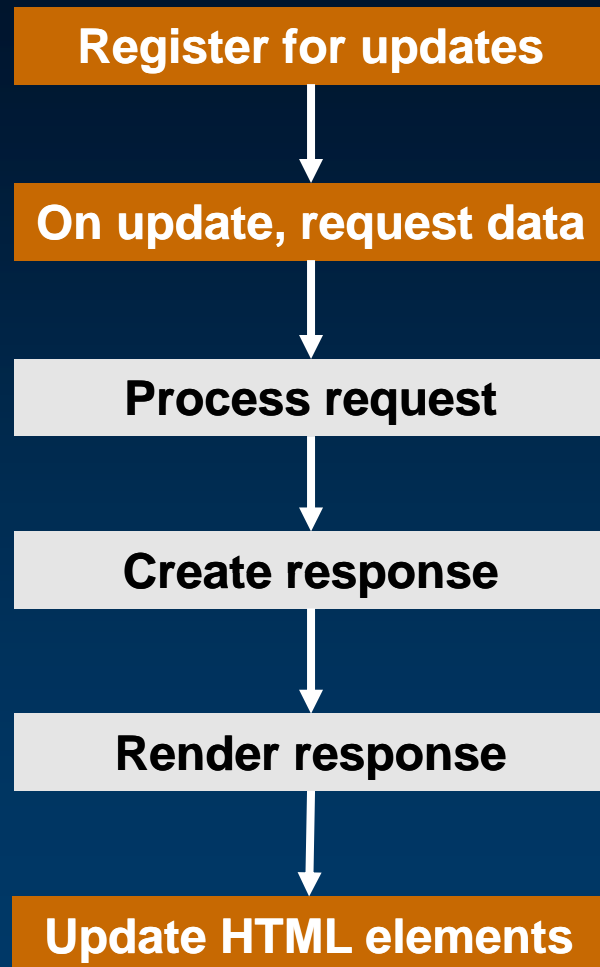 Register for updates
On update, request data
Process request
Create response
Render response
Update HTML elements